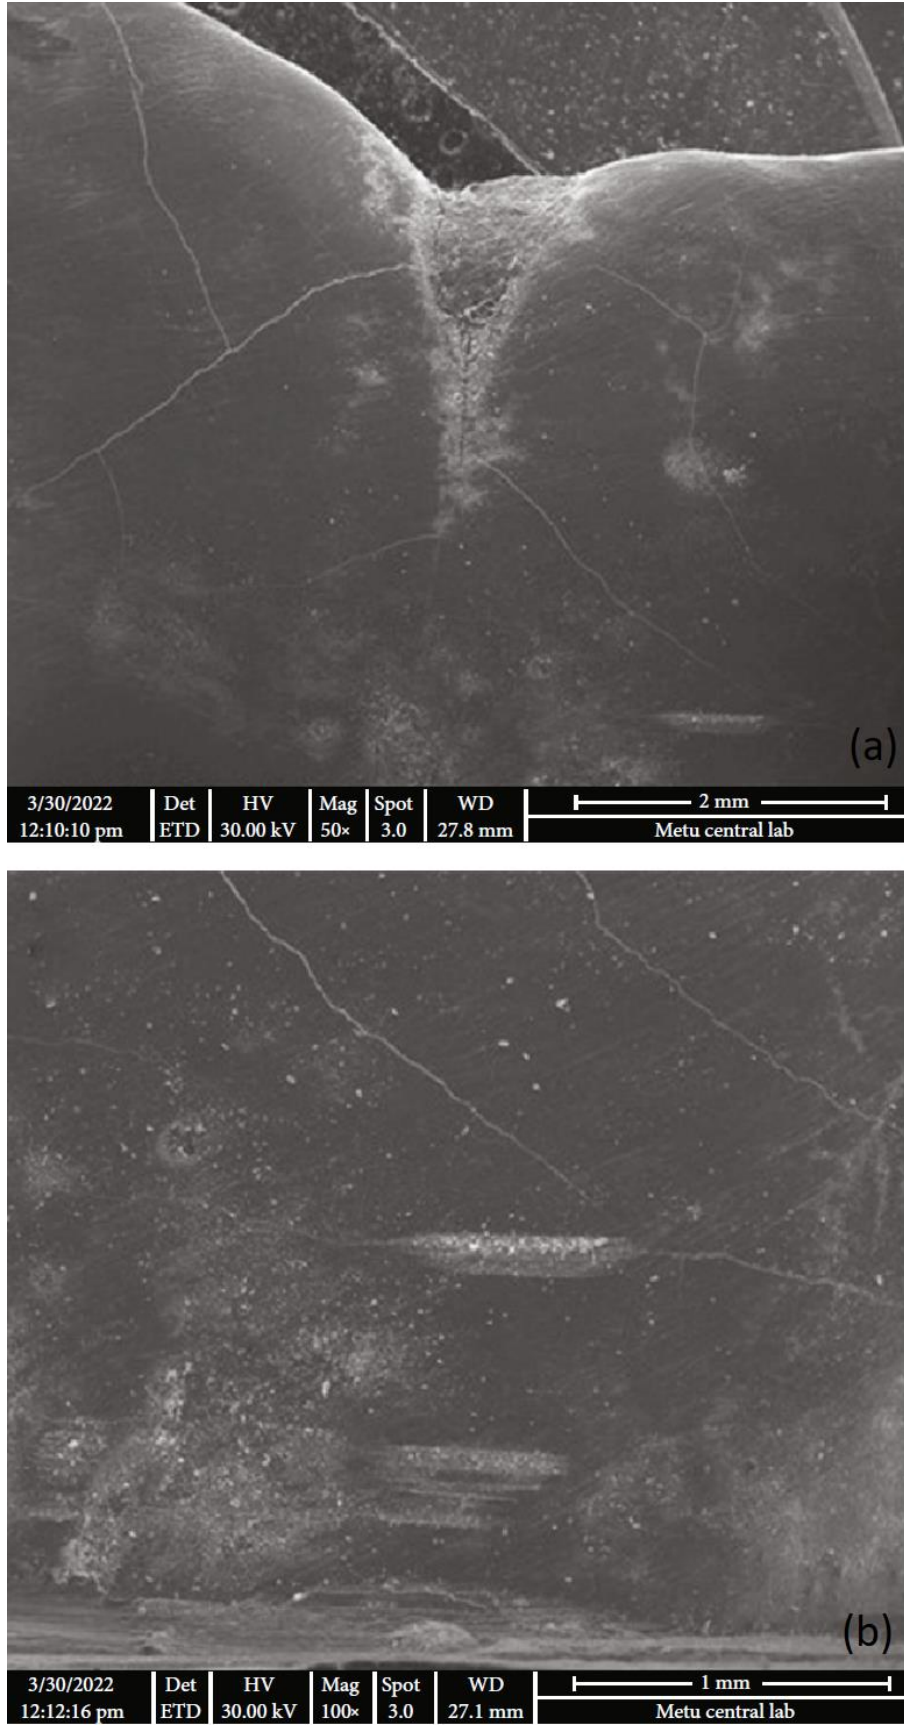 (a)
3/30/2022 Det HV Mag Spot WD 2 mm
12:10:10 pm ETD 30.00 kV 50× 3.0 27.8 mm Metu central lab
(b)
3/30/2022 Det HV Mag Spot WD 1 mm
12:12:16 pm ETD 30.00 kV 100× 3.0 27.1 mm Metu central lab